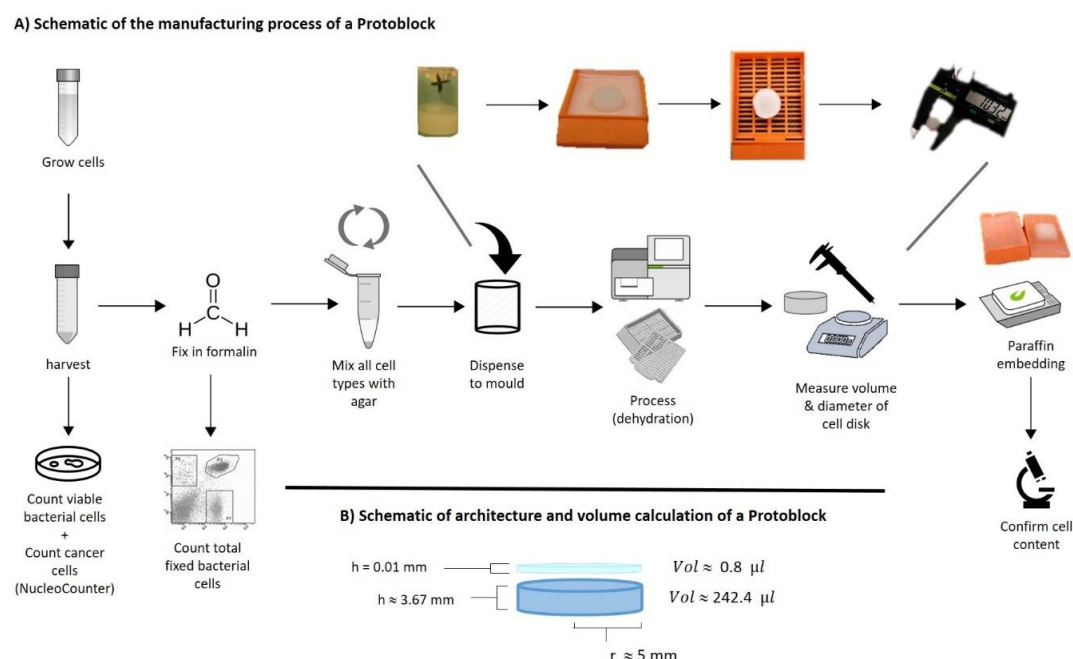 A) Schematic of the manufacturing process of a Protoblock
Grow cells
harvest
Fix in formalin
O
H
C
H
Mix all cell
types with
agar
Dispense
to mould
Process
(dehydration)
Measure volume
& diameter of
cell disk
Paraffin
embedding
Count viable
bacterial cells
+
Count cancer
cells
(NucleoCounter)
Count total
fixed bacterial
cells
Confirm cell
content
B) Schematic of architecture and volume calculation of a Protoblock
h = 0.01 mm
Vol ≈ 0.8 μl
h ≈ 3.67 mm
Vol ≈ 242.4 μl
r ≈ 5 mm